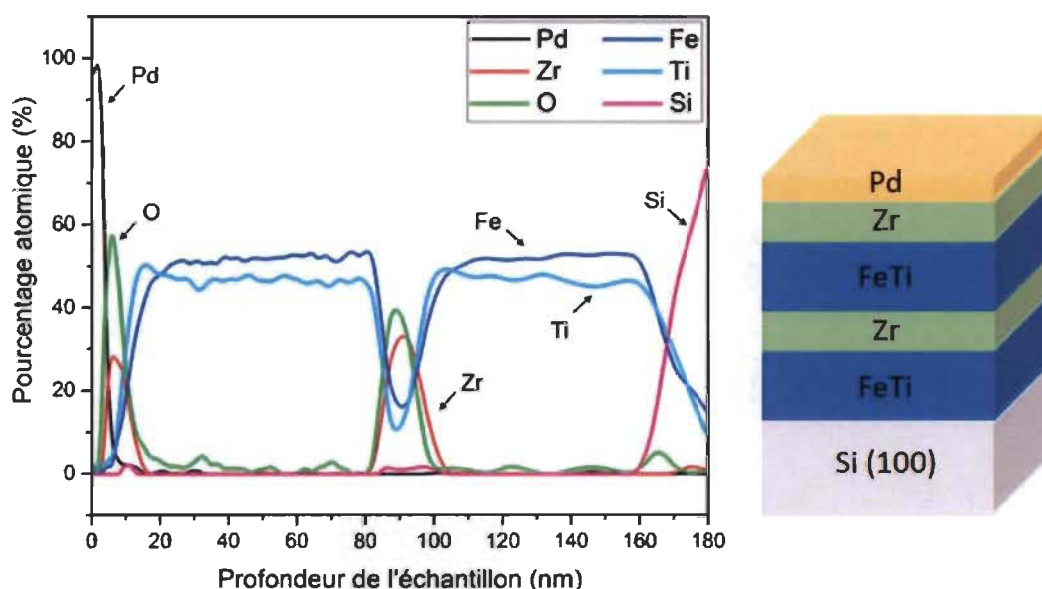 Pourcentage atomique (%)
100
80
60
40
20
0
0 20 40 60 80 100 120 140 160 180
Profondeur de l'échantillon (nm)
Pd Fe
Zr Ti
O Si
Pd
O
Fe
Ti
Zr
Si
Pd
Zr
FeTi
Zr
FeTi
Si (100)